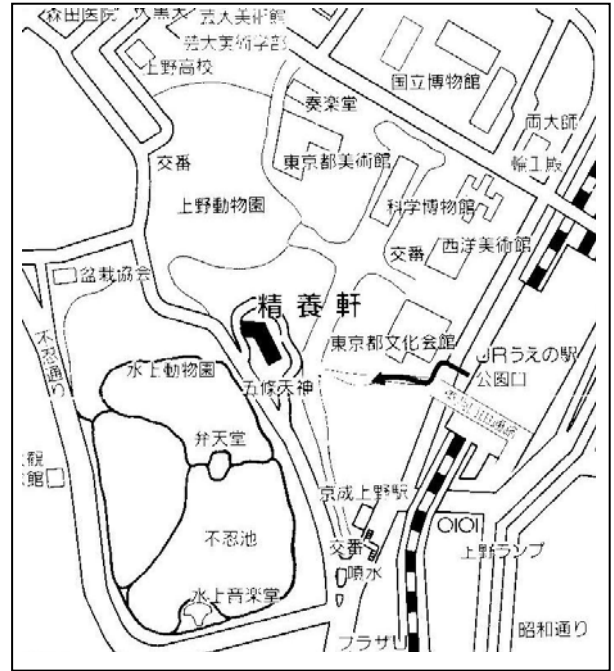 森田医院
芸大美術館
芸大美術学部
上野高校
国立博物館
奏楽堂
両大師
東京都美術館
輪王殿
交番
上野動物園
科学博物館
交番
西洋美術館
盆栽協会
精養軒
不忍通り
東京都文化会館
JRうえの駅
公園口
水上動物園
五條天神
弁天堂
京成上野駅
OIOI
不忍池
交番
上野ランプ
噴水
水上音楽堂
昭和通り